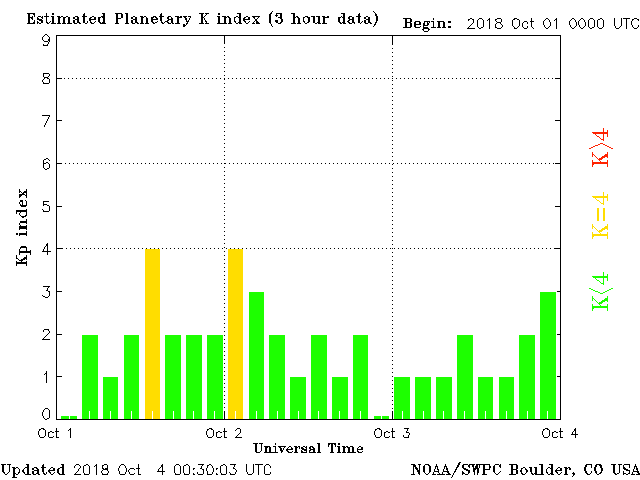 Estimated Planetary K index (3 hour data) Begin: 2018 Oct 01 0000 UTC
9
8
7
6
5
4
3
2
1
0
Kp index
K>4
K=4
K<4
Oct 1 Oct 2 Oct 3 Oct 4
Universal Time
Updated 2018 Oct 4 00:30:03 UTC NOAA/SWPC Boulder, CO USA